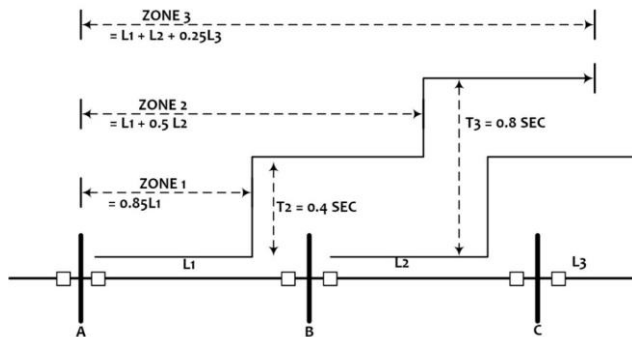 ZONE 3
= L1 + L2 + 0.25L3
ZONE 2
= L1 + 0.5 L2
T3 = 0.8 SEC
ZONE 1
= 0.85L1
T2 = 0.4 SEC
L1
L2
L3
A
B
C